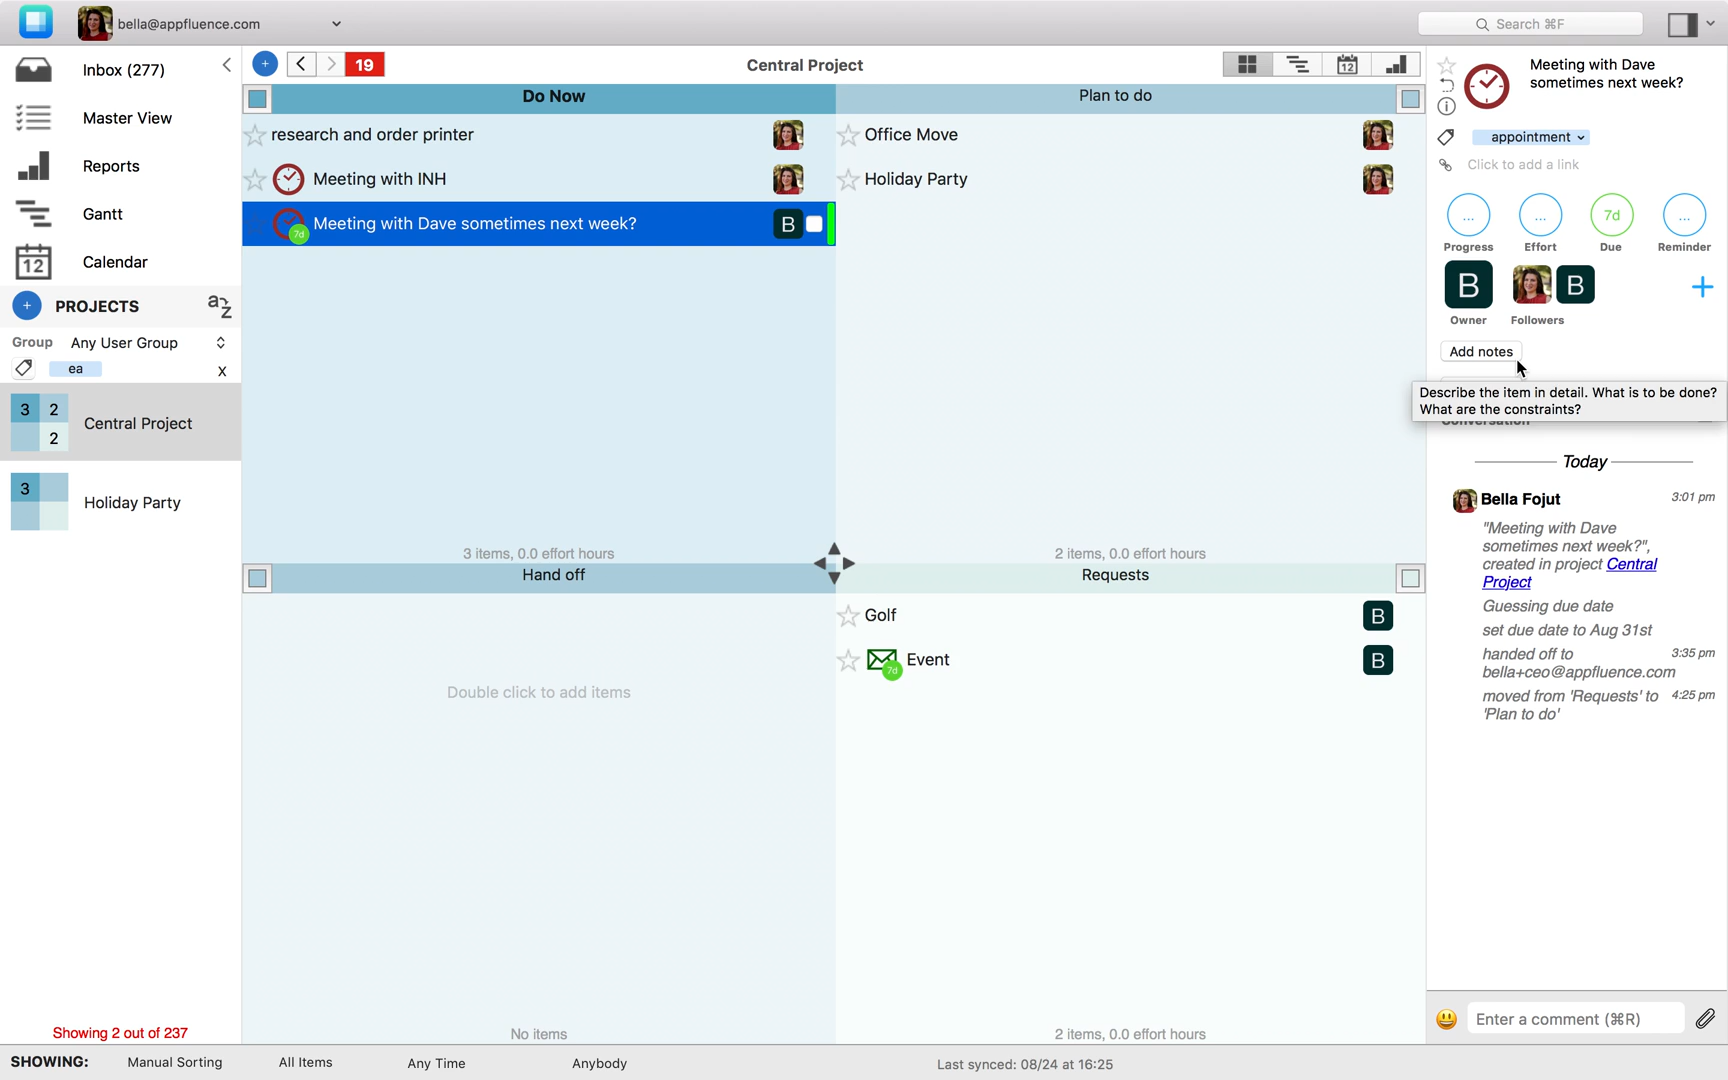 bella@appfluence.com
Search ⌘F
Inbox (277)
Master View
Reports
Gantt
12
Calendar
+ PROJECTS
a z
Group Any User Group
ea x
3 2
2
Central Project
3
Holiday Party
Showing 2 out of 237
+
19
Central Project
12
Do Now
research and order printer
Meeting with INH
7d Meeting with Dave sometimes next week? B
3 items, 0.0 effort hours
Plan to do
Office Move
Holiday Party
2 items, 0.0 effort hours
Hand off
Double click to add items
No items
Requests
Golf B
7d Event B
2 items, 0.0 effort hours
Meeting with Dave
sometimes next week?
appointment
Click to add a link
... ... 7d ...
Progress Effort Due Reminder
B B +
Owner Followers
Add notes
Describe the item in detail. What is to be done?
What are the constraints?
Conversation
Today
Bella Fojut 3:01 pm
"Meeting with Dave
sometimes next week?",
created in project Central
Project
Guessing due date
set due date to Aug 31st
handed off to 3:35 pm
bella+ceo@appfluence.com
moved from 'Requests' to 4:25 pm
'Plan to do'
Enter a comment (⌘R)
SHOWING: Manual Sorting All Items Any Time Anybody Last synced: 08/24 at 16:25